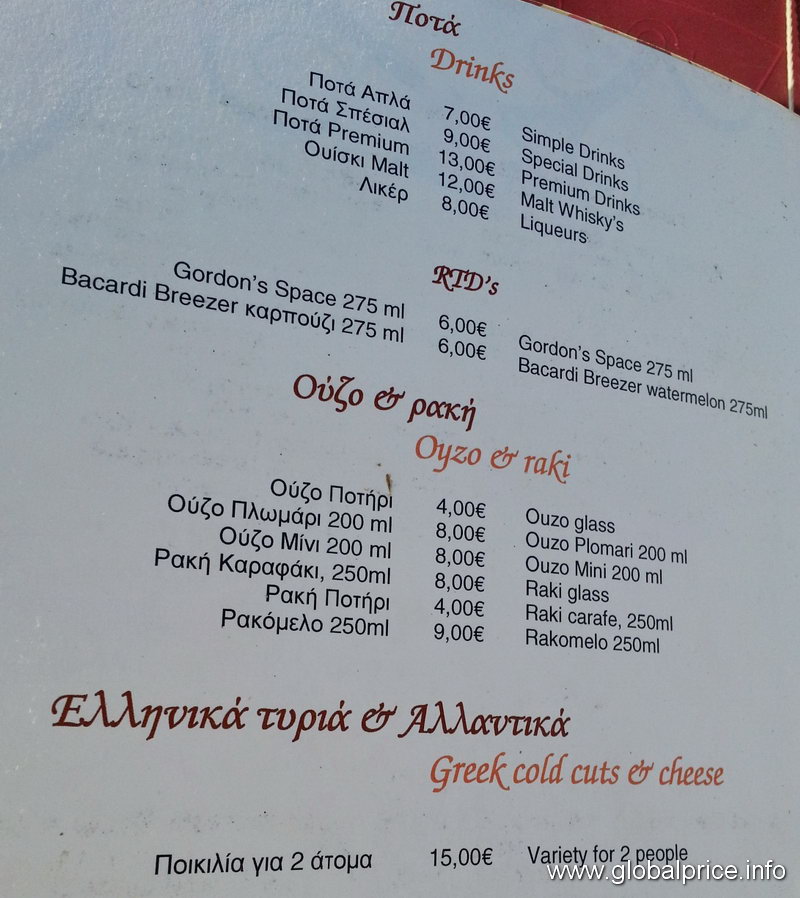 Ποτά
Drinks
Ποτά Απλά 7,00€ Simple Drinks
Ποτά Σπέσιαλ 9,00€ Special Drinks
Ποτά Premium 13,00€ Premium Drinks
Ουίσκι Malt 12,00€ Malt Whisky's
Λικέρ 8,00€ Liqueurs
RTD's
Gordon's Space 275 ml 6,00€ Gordon's Space 275 ml
Bacardi Breezer καρπούζι 275 ml 6,00€ Bacardi Breezer watermelon 275ml
Ούζο & ρακή
Oyzo & raki
Ούζο Ποτήρι 4,00€ Ouzo glass
Ούζο Πλωμάρι 200 ml 8,00€ Ouzo Plomari 200 ml
Ούζο Μίνι 200 ml 8,00€ Ouzo Mini 200 ml
Ρακή Καραφάκι, 250ml 8,00€ Raki glass
Ρακή Ποτήρι 4,00€ Raki carafe, 250ml
Ρακόμελο 250ml 9,00€ Rakomelo 250ml
Ελληνικά τυριά & Αλλαντικά
Greek cold cuts & cheese
Ποικιλία για 2 άτομα 15,00€ Variety for 2 people
www.globalprice.info